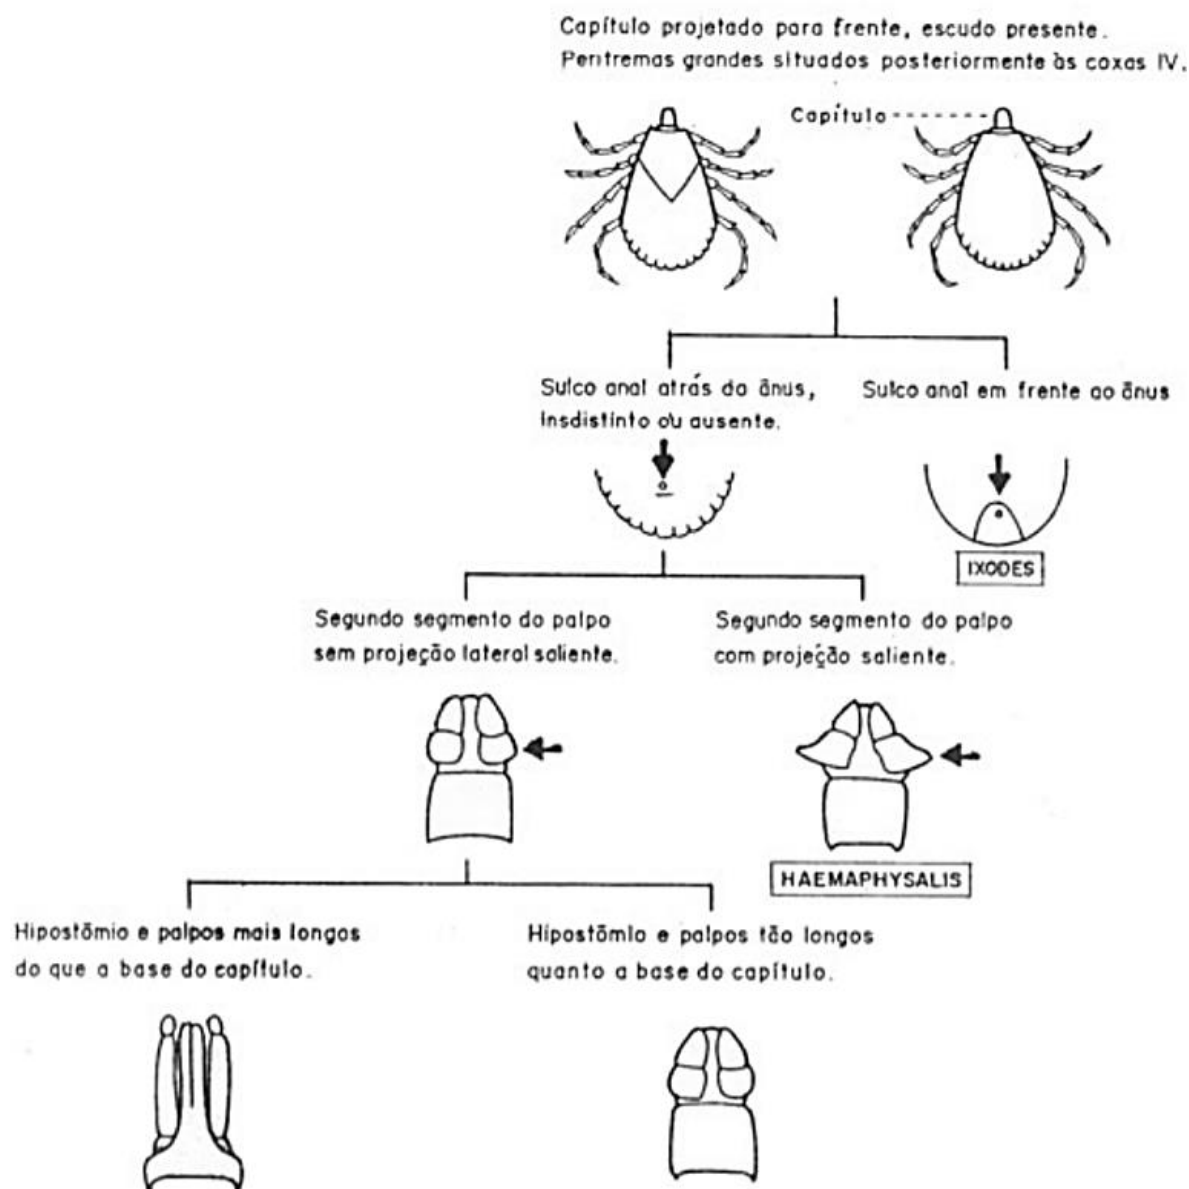 Capítulo projetado para frente, escudo presente.
Peritremas grandes situados posteriormente às coxas IV.
Capítulo
Sulco anal atrás do ânus,
insdistinto ou ausente.
Sulco anal em frente ao ânus
IXODES
Segundo segmento do palpo
sem projeção lateral saliente.
Segundo segmento do palpo
com projeção saliente.
HAEMAPHYSALIS
Hipostômio e palpos mais longos
do que a base do capítulo.
Hipostômio e palpos tão longos
quanto a base do capítulo.